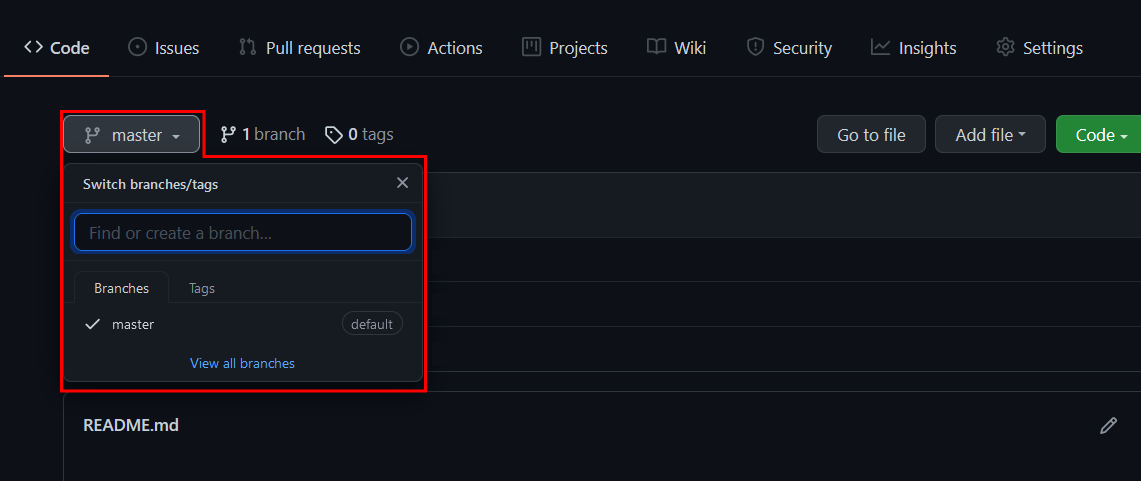 Code Issues Pull requests Actions Projects Wiki Security Insights Settings
master 1 branch 0 tags Go to file Add file Code
Switch branches/tags
Find or create a branch...
Branches Tags
master default
View all branches
README.md